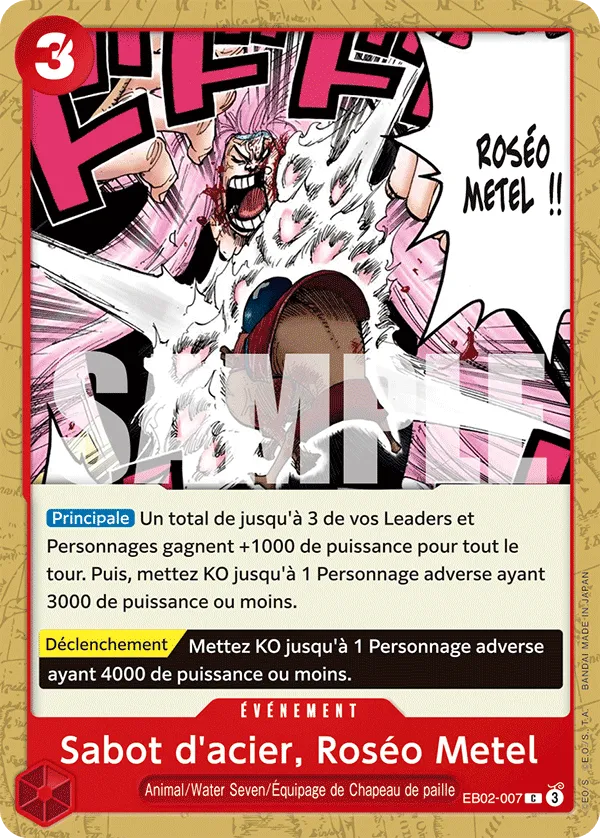 3
ROSÉO
METEL !!
SAMPLE
Principale Un total de jusqu'à 3 de vos Leaders et
Personnages gagnent +1000 de puissance pour tout le
tour. Puis, mettez KO jusqu'à 1 Personnage adverse ayant
3000 de puissance ou moins.
Déclenchement Mettez KO jusqu'à 1 Personnage adverse
ayant 4000 de puissance ou moins.
ÉVÉNEMENT
Sabot d'acier, Roséo Metel
Animal/Water Seven/Équipage de Chapeau de paille
EB02-007 C 3
©E.O./S. ©E.O./S.,T.A. BANDAI MADE IN JAPAN